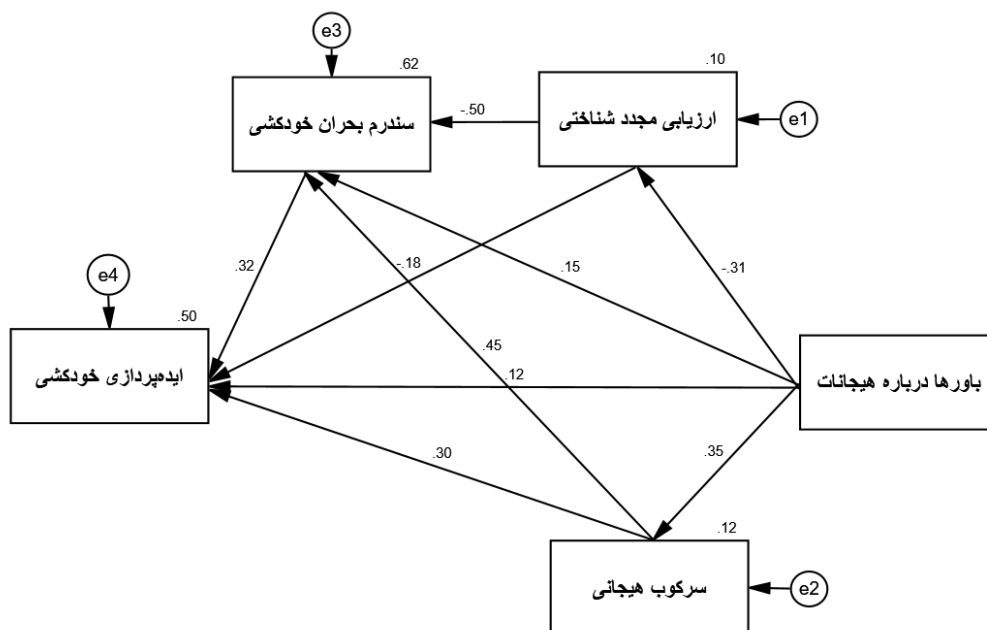 e3
.62
سندرم بحران خودکشی
-.50
.10
ارزیابی مجدد شناختی
e1
e4
.32
-.18
.15
-.31
.50
ایده‌پردازی خودکشی
.45
.12
باورها درباره هیجانات
.30
.35
.12
سرکوب هیجانی
e2